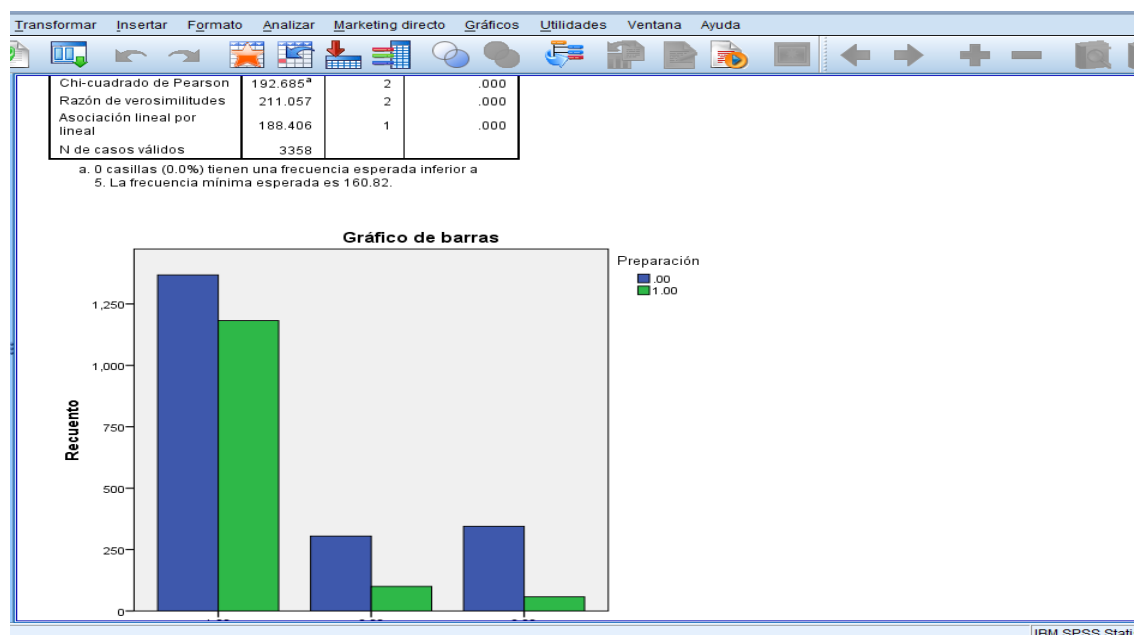 Transformar Insertar Formato Analizar Marketing directo Gráficos Utilidades Ventana Ayuda
Chi-cuadrado de Pearson 192.685ª 2 .000
Razón de verosimilitudes 211.057 2 .000
Asociación lineal por
lineal 188.406 1 .000
N de casos válidos 3358
a. 0 casillas (0.0%) tienen una frecuencia esperada inferior a
5. La frecuencia mínima esperada es 160.82.
Gráfico de barras
Preparación
.00
1.00
Recuento
1,250
1,000
750
500
250
0
IBM SPSS Stati